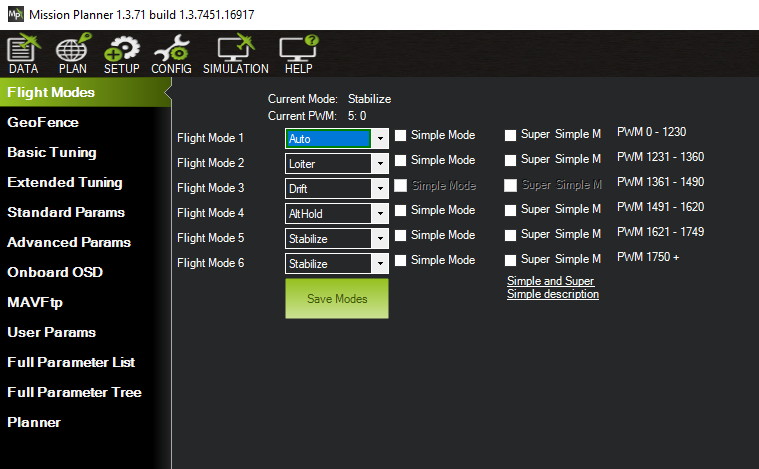 Mission Planner 1.3.71 build 1.3.7451.16917
DATA PLAN SETUP CONFIG SIMULATION HELP
Flight Modes
GeoFence
Basic Tuning
Extended Tuning
Standard Params
Advanced Params
Onboard OSD
MAVFtp
User Params
Full Parameter List
Full Parameter Tree
Planner
Current Mode: Stabilize
Current PWM: 5: 0
Flight Mode 1 Auto Simple Mode Super Simple M PWM 0 - 1230
Flight Mode 2 Loiter Simple Mode Super Simple M PWM 1231 - 1360
Flight Mode 3 Drift Simple Mode Super Simple M PWM 1361 - 1490
Flight Mode 4 AltHold Simple Mode Super Simple M PWM 1491 - 1620
Flight Mode 5 Stabilize Simple Mode Super Simple M PWM 1621 - 1749
Flight Mode 6 Stabilize Simple Mode Super Simple M PWM 1750 +
Save Modes
Simple and Super
Simple description